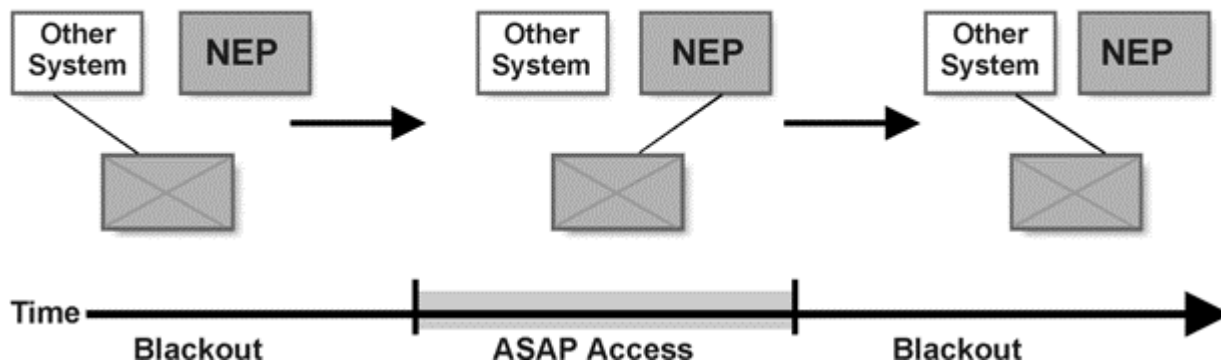 Other
System
NEP
Other
System
NEP
Other
System
NEP
Time
Blackout
ASAP Access
Blackout